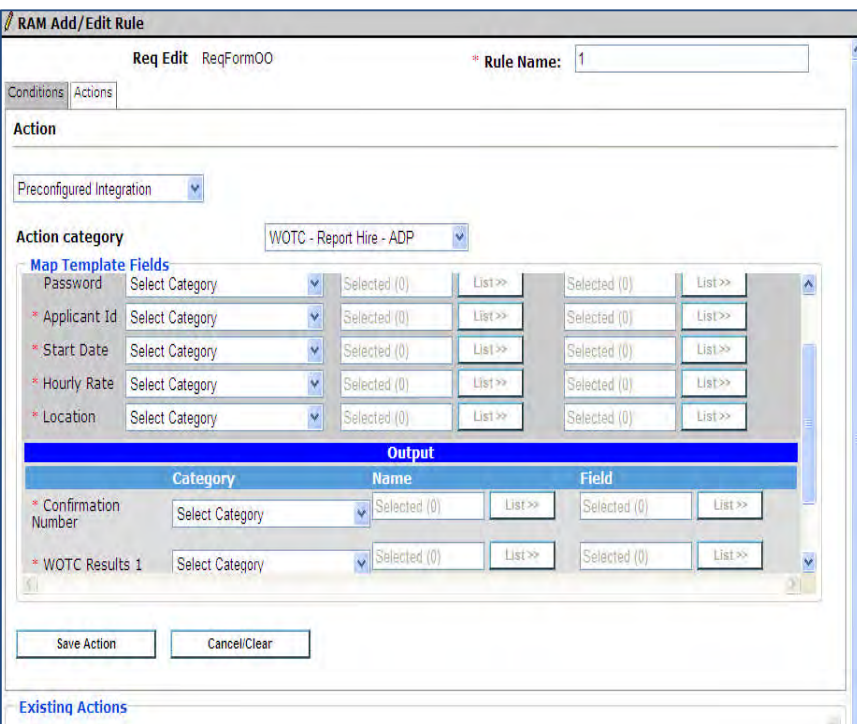 RAM Add/Edit Rule
Req Edit ReqFormOO * Rule Name: 1
Conditions Actions
Action
Preconfigured Integration
Action category WOTC - Report Hire - ADP
Map Template Fields
Password Select Category Selected (0) List>> Selected (0) List>>
* Applicant Id Select Category Selected (0) List>> Selected (0) List>>
* Start Date Select Category Selected (0) List>> Selected (0) List>>
* Hourly Rate Select Category Selected (0) List>> Selected (0) List>>
* Location Select Category Selected (0) List>> Selected (0) List>>
Output
Category Name Field
* Confirmation Number Select Category Selected (0) List>> Selected (0) List>>
* WOTC Results 1 Select Category Selected (0) List>> Selected (0) List>>
Save Action Cancel/Clear
Existing Actions